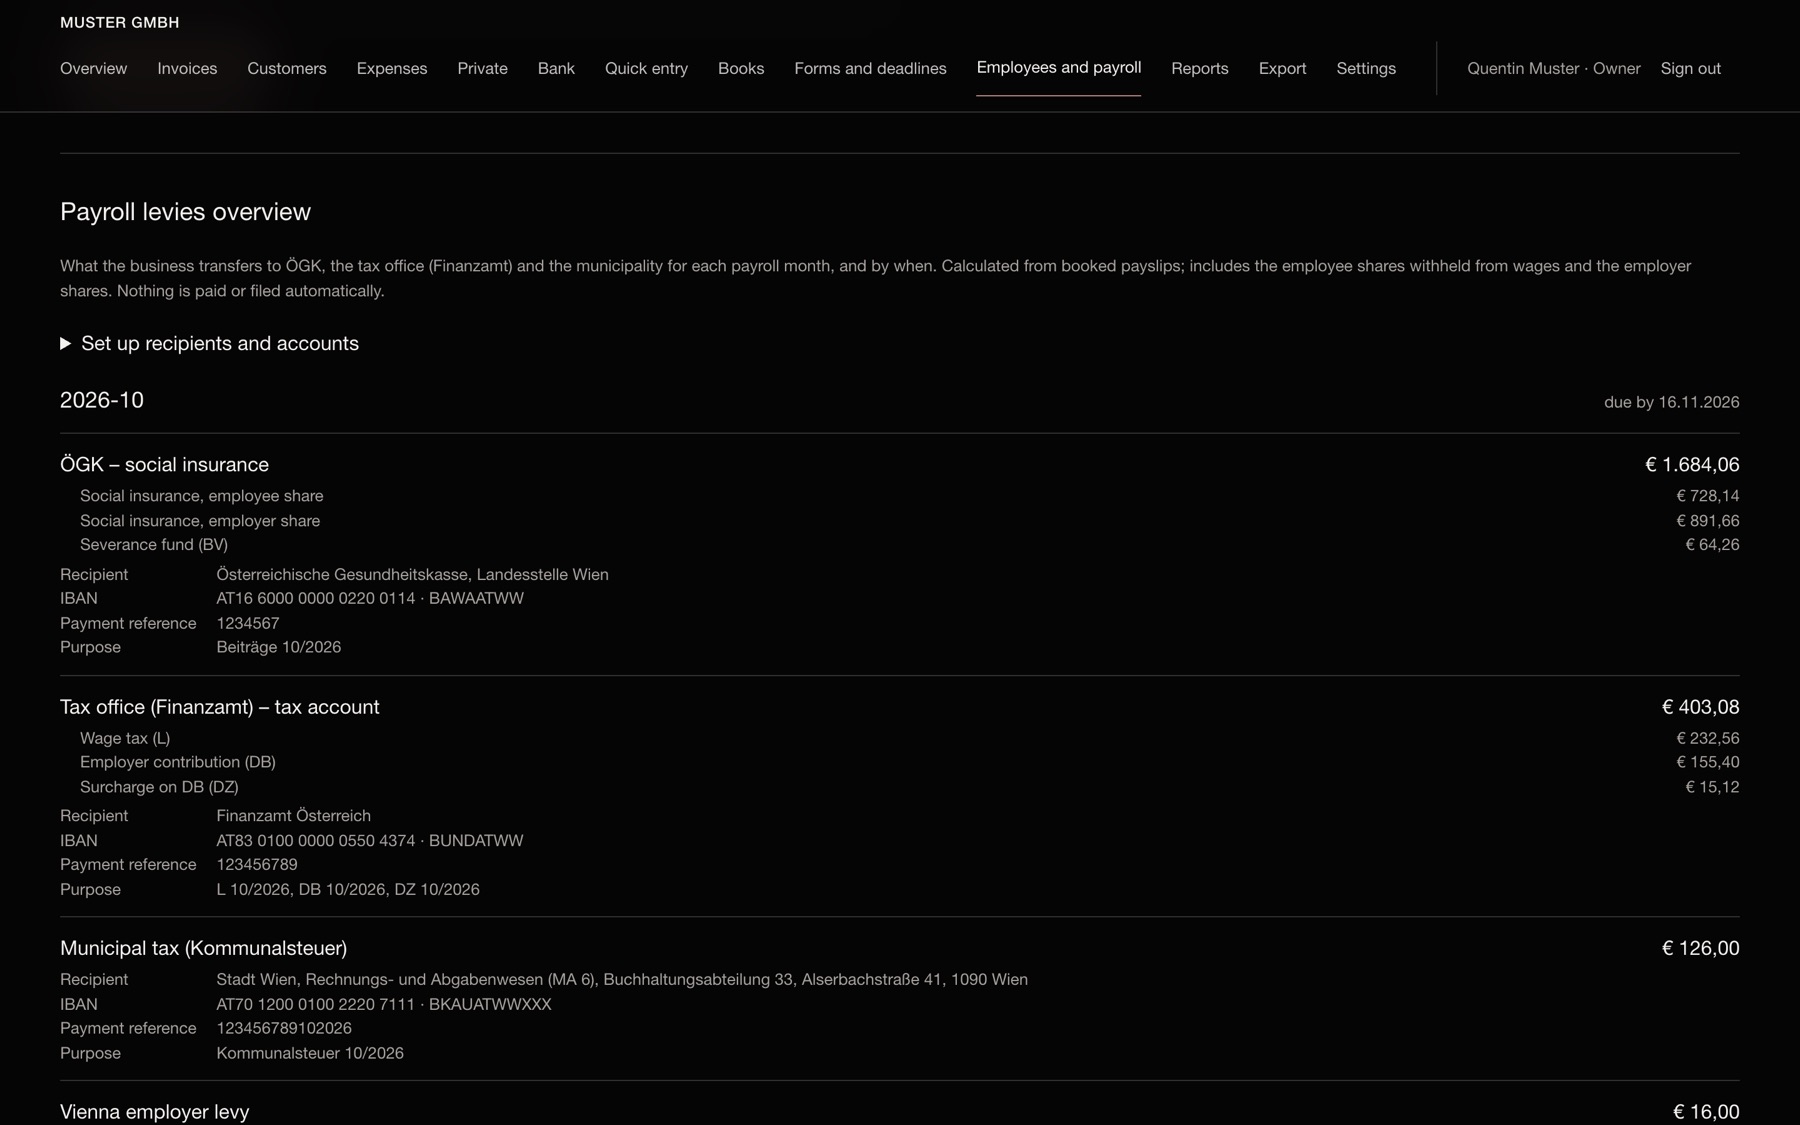 MUSTER GMBH
Overview Invoices Customers Expenses Private Bank Quick entry Books Forms and deadlines Employees and payroll Reports Export Settings Quentin Muster · Owner Sign out
Payroll levies overview
What the business transfers to ÖGK, the tax office (Finanzamt) and the municipality for each payroll month, and by when. Calculated from booked payslips; includes the employee shares withheld from wages and the employer
shares. Nothing is paid or filed automatically.
▶ Set up recipients and accounts
2026-10 due by 16.11.2026
ÖGK – social insurance € 1.684,06
Social insurance, employee share € 728,14
Social insurance, employer share € 891,66
Severance fund (BV) € 64,26
Recipient Österreichische Gesundheitskasse, Landesstelle Wien
IBAN AT16 6000 0000 0220 0114 · BAWAATWW
Payment reference 1234567
Purpose Beiträge 10/2026
Tax office (Finanzamt) – tax account € 403,08
Wage tax (L) € 232,56
Employer contribution (DB) € 155,40
Surcharge on DB (DZ) € 15,12
Recipient Finanzamt Österreich
IBAN AT83 0100 0000 0550 4374 · BUNDATWW
Payment reference 123456789
Purpose L 10/2026, DB 10/2026, DZ 10/2026
Municipal tax (Kommunalsteuer) € 126,00
Recipient Stadt Wien, Rechnungs- und Abgabenwesen (MA 6), Buchhaltungsabteilung 33, Alserbachstraße 41, 1090 Wien
IBAN AT70 1200 0100 2220 7111 · BKAUATWWXXX
Payment reference 123456789102026
Purpose Kommunalsteuer 10/2026
Vienna employer levy € 16,00